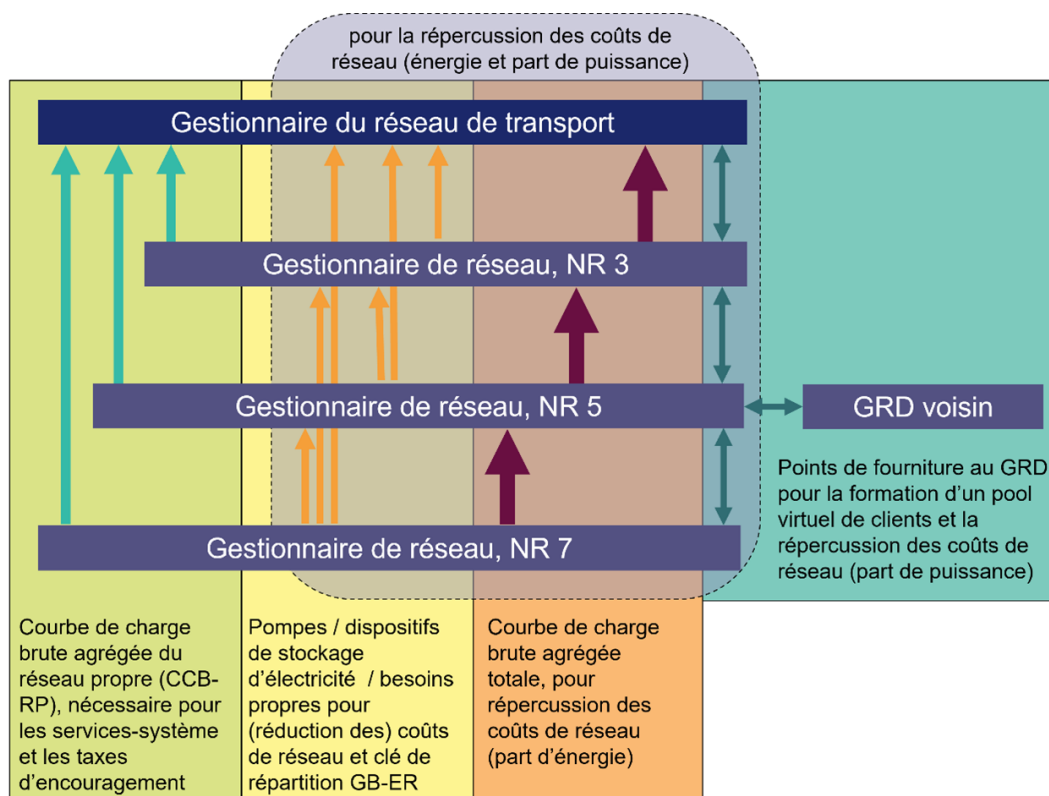 pour la répercussion des coûts de
réseau (énergie et part de puissance)
Gestionnaire du réseau de transport
Gestionnaire de réseau, NR 3
Gestionnaire de réseau, NR 5
GRD voisin
Gestionnaire de réseau, NR 7
Points de fourniture au GRD
pour la formation d'un pool
virtuel de clients et la
répercussion des coûts de
réseau (part de puissance)
Courbe de charge
brute agrégée du
réseau propre (CCB-
RP), nécessaire pour
les services-système
et les taxes
d'encouragement
Pompes / dispositifs
de stockage
d'électricité / besoins
propres pour
(réduction des) coûts
de réseau et clé de
répartition GB-ER
Courbe de charge
brute agrégée
totale, pour
répercussion des
coûts de réseau
(part d'énergie)